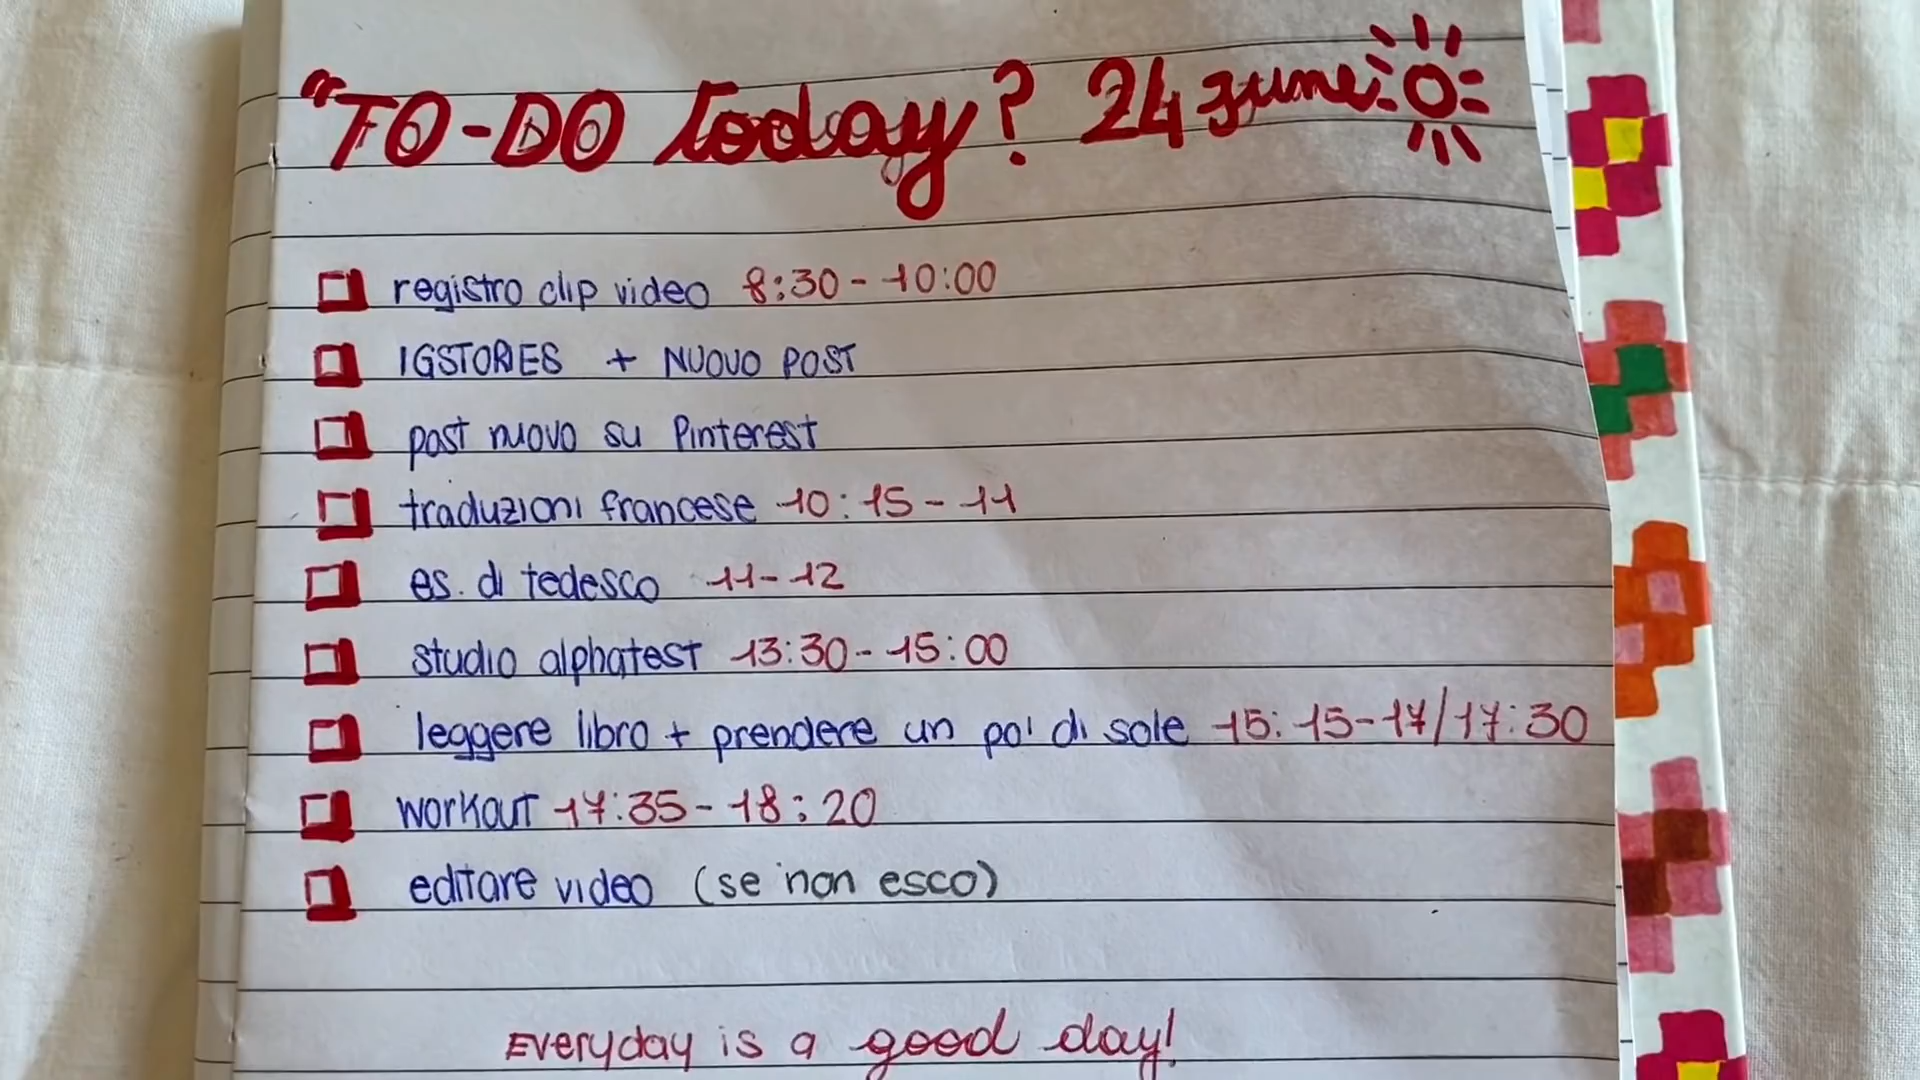 "TO-DO today? 24 june
registro clip video 8:30-10:00
IGSTORIES + NUOVO POST
post nuovo su Pinterest
traduzioni francese 10:15-11
es. di tedesco 11-12
studio alphatest 13:30-15:00
leggere libro + prendere un po' di sole 15:15-17/17:30
workout 17:35-18:20
editare video (se non esco)
Everyday is a good day!